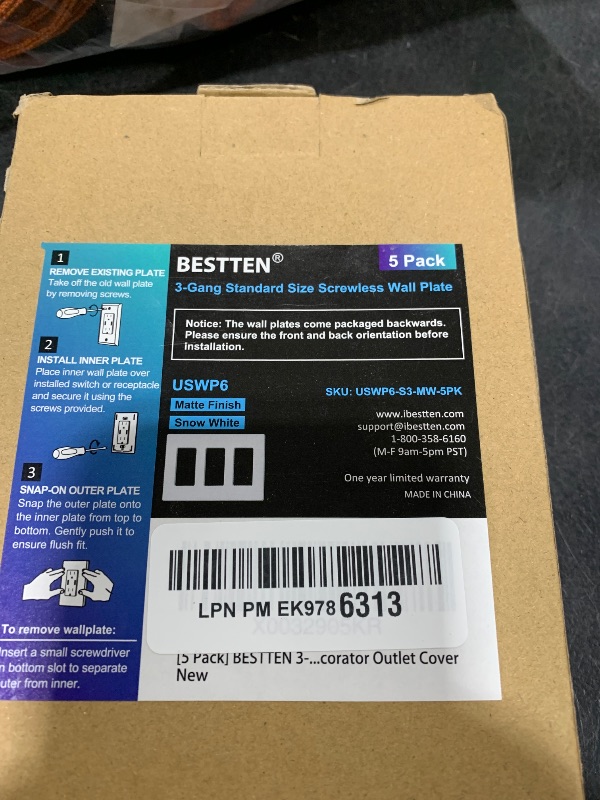 1
REMOVE EXISTING PLATE
Take off the old wall plate
by removing screws.
2
INSTALL INNER PLATE
Place inner wall plate over
installed switch or receptacle
and secure it using the
screws provided.
3
SNAP-ON OUTER PLATE
Snap the outer plate onto
the inner plate from top to
bottom. Gently push it to
ensure flush fit.
To remove wallplate:
Insert a small screwdriver
in bottom slot to separate
outer from inner.
BESTTEN®
5 Pack
3-Gang Standard Size Screwless Wall Plate
Notice: The wall plates come packaged backwards.
Please ensure the front and back orientation before
installation.
USWP6
Matte Finish
Snow White
SKU: USWP6-S3-MW-5PK
www.ibestten.com
support@ibestten.com
1-800-358-6160
(M-F 9am-5pm PST)
One year limited warranty
MADE IN CHINA
LPN PM EK978 6313
X0032905KR
[5 Pack] BESTTEN 3-...corator Outlet Cover
New